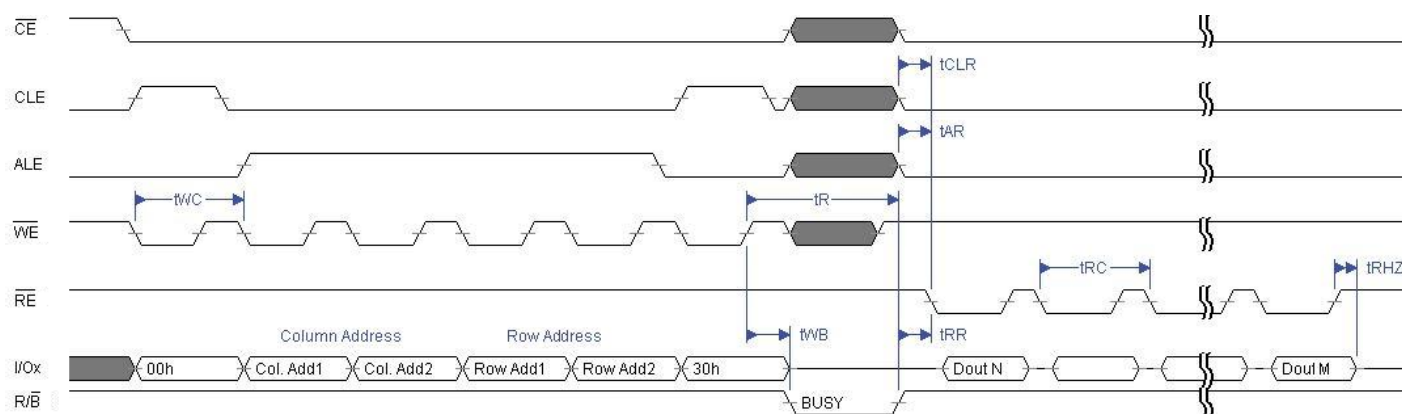 CE
tCLR
CLE
tAR
ALE
tWC
tR
WE
tRC
tRHZ
RE
Column Address
Row Address
tWB
tRR
I/Ox
00h
Col. Add1
Col. Add2
Row Add1
Row Add2
30h
Dout N
Dout M
R/B
BUSY